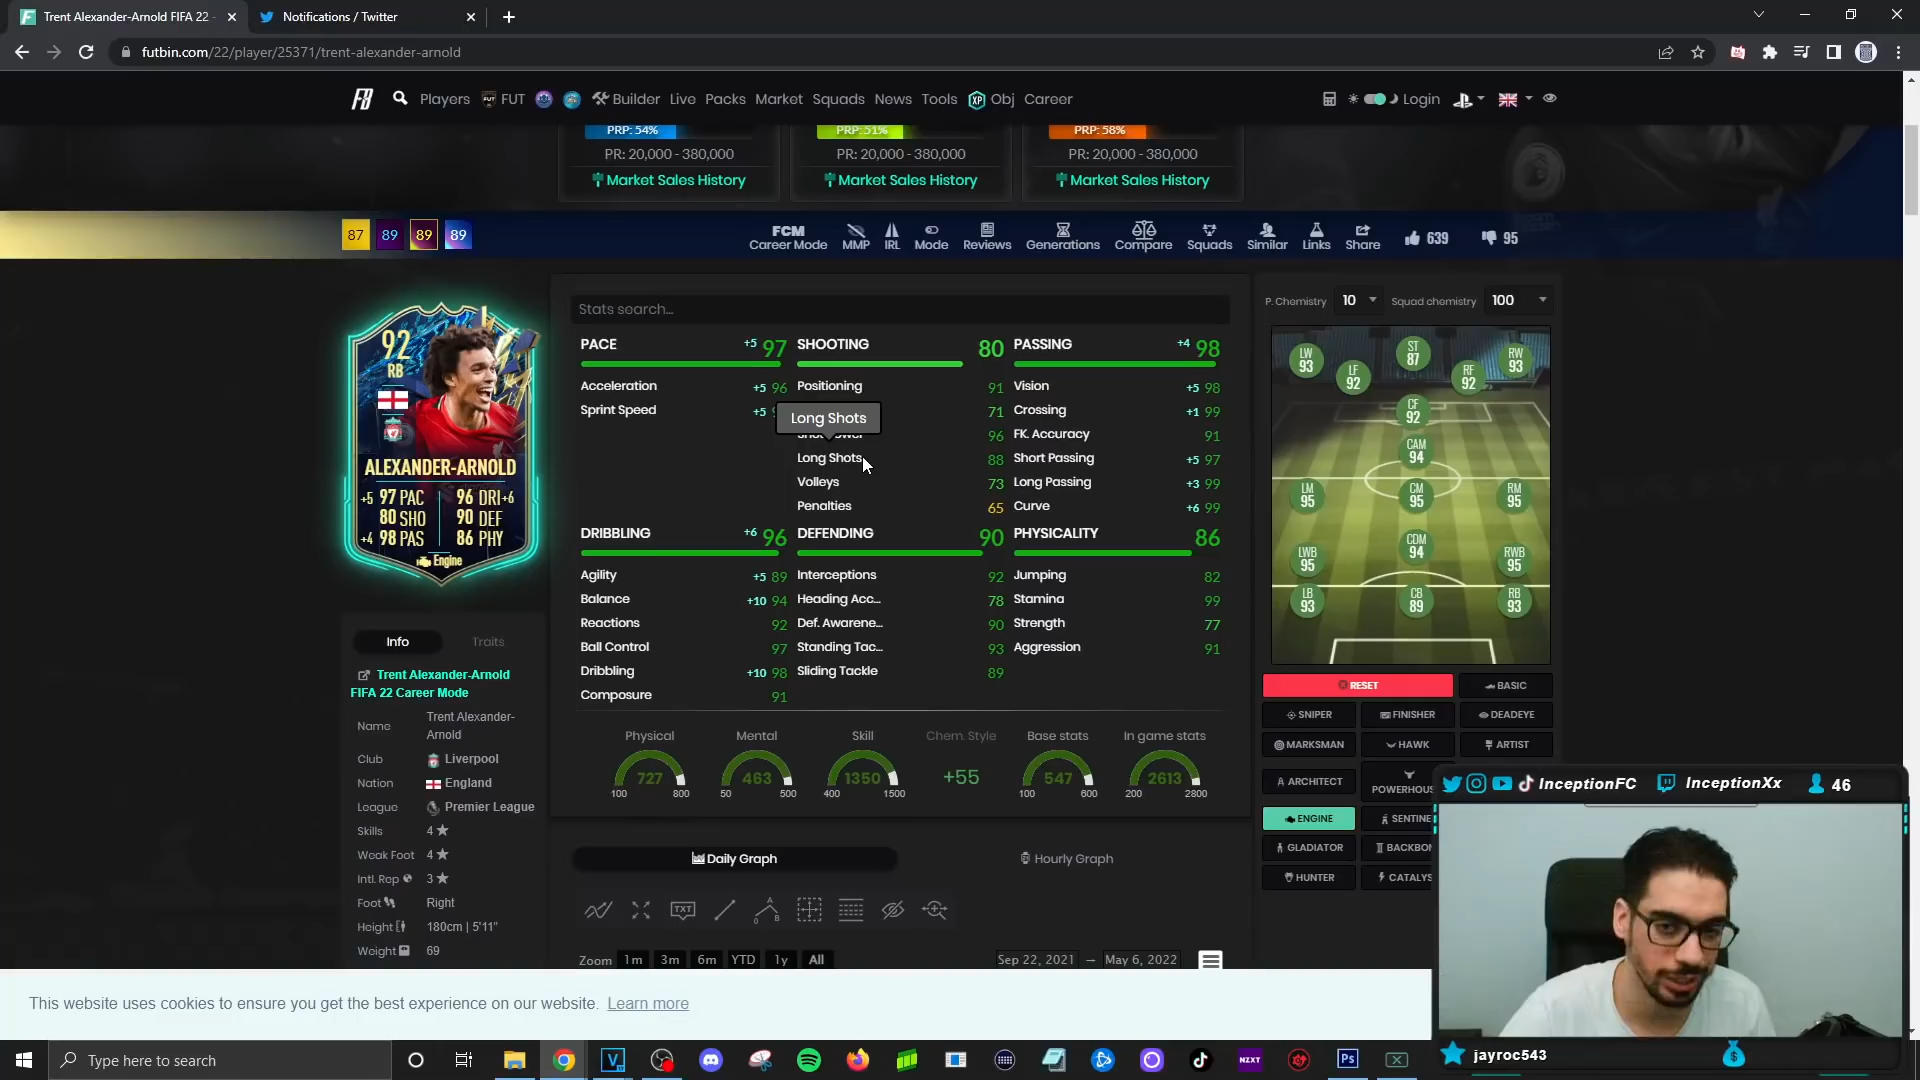 Trent Alexander-Arnold FIFA 22 -
Notifications / Twitter
futbin.com/22/player/25371/trent-alexander-arnold
Players FUT Builder Live Packs Market Squads News Tools XP Obj Career Login
PRP: 54% PRP: 51% PRP: 58%
PR: 20,000 - 380,000 PR: 20,000 - 380,000 PR: 20,000 - 380,000
Market Sales History Market Sales History Market Sales History
87 89 89 89
FCM
Career Mode MMP IRL Mode Reviews Generations Compare Squads Similar Links Share 639 95
92
RB
ALEXANDER-ARNOLD
+5 97 PAC 96 DRI +6
80 SHO 90 DEF
+4 98 PAS 86 PHY
Engine
Stats search...
PACE +5 97
Acceleration +5 96
Sprint Speed +5
SHOOTING 80
Positioning 91
71
Long Shots
Shot Power 96
Long Shots 88
Volleys 73
Penalties 65
PASSING +4 98
Vision +5 98
Crossing +1 99
FK. Accuracy 91
Short Passing +5 97
Long Passing +3 99
Curve +6 99
DRIBBLING +6 96
Agility +5 89
Balance +10 94
Reactions 92
Ball Control 97
Dribbling +10 98
Composure 91
DEFENDING 90
Interceptions 92
Heading Acc... 78
Def. Awarene... 90
Standing Tac... 93
Sliding Tackle 89
PHYSICALITY 86
Jumping 82
Stamina 99
Strength 77
Aggression 91
Physical Mental Skill Chem. Style Base stats In game stats
727 463 1350 +55 547 2613
100 800 50 500 400 1500 100 600 200 2800
Daily Graph Hourly Graph
TXT
Zoom 1m 3m 6m YTD 1y All Sep 22, 2021 – May 6, 2022
Info Traits
Trent Alexander-Arnold
FIFA 22 Career Mode
Name Trent Alexander-
Arnold
Club Liverpool
Nation England
League Premier League
Skills 4
Weak Foot 4
Intl. Rep 3
Foot Right
Height 180cm | 5'11"
Weight 69
P. Chemistry 10 Squad chemistry 100
LW 93
LF 92
ST 87
RF 92
RW 93
CF 92
CAM 94
LM 95
CM 95
RM 95
CDM 94
LWB 95
RWB 95
LB 93
CB 89
RB 93
RESET BASIC
SNIPER FINISHER DEADEYE
MARKSMAN HAWK ARTIST
ARCHITECT POWERHOUS
ENGINE SENTINE
GLADIATOR BACKBON
HUNTER CATALYS
InceptionFC InceptionXx 46
jayroc543
This website uses cookies to ensure you get the best experience on our website. Learn more
Type here to search
NZXT
Ps